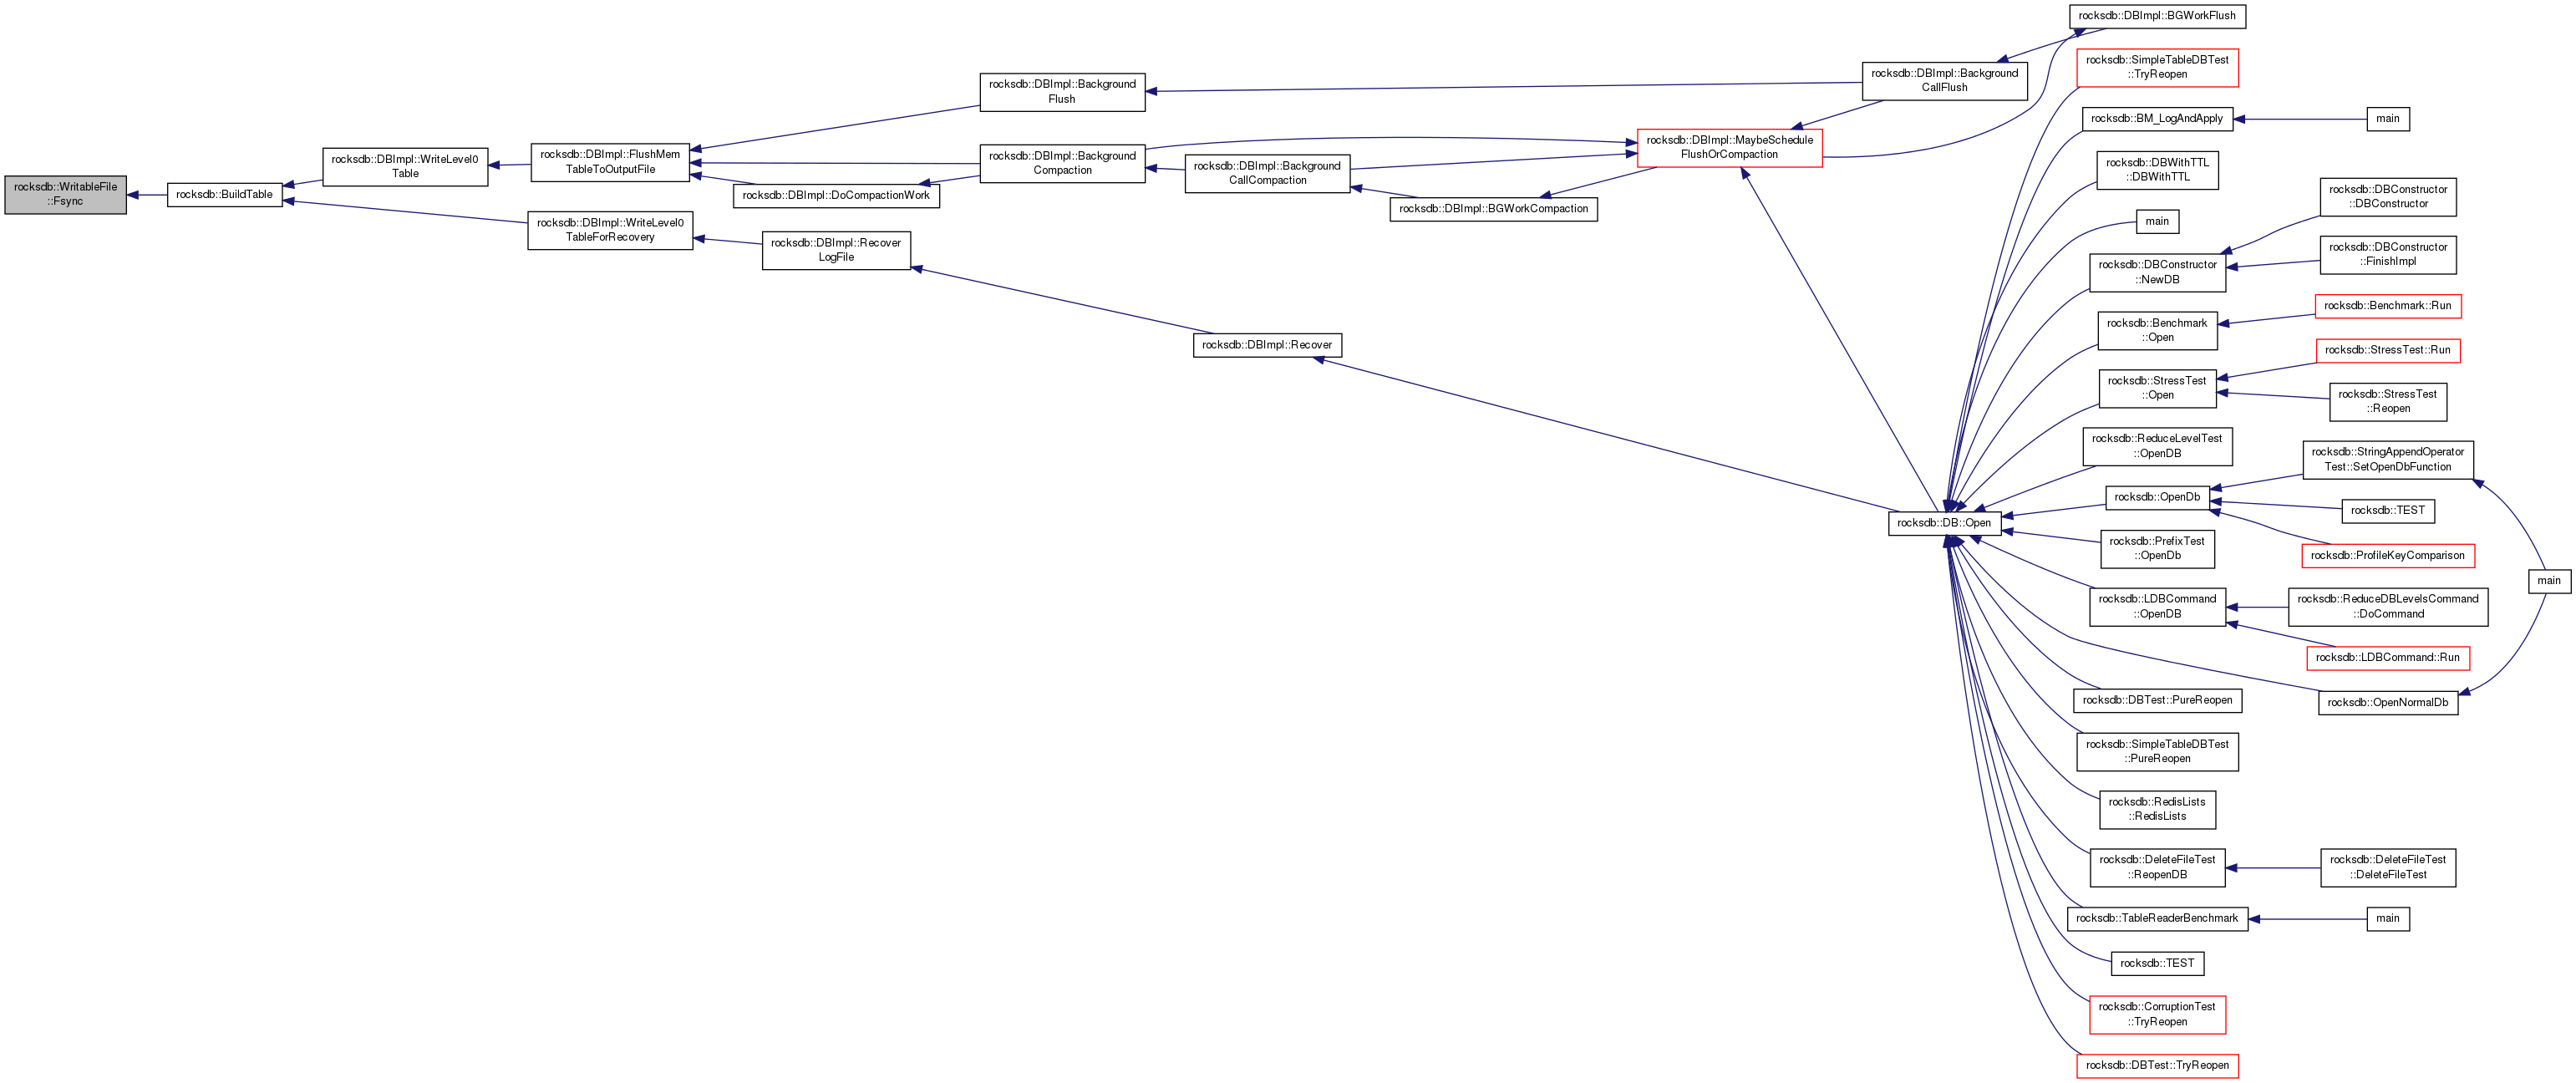 rocksdb::WritableFile
::Fsync
rocksdb::BuildTable
rocksdb::DBImpl::WriteLevel0
Table
rocksdb::DBImpl::WriteLevel0
TableForRecovery
rocksdb::DBImpl::FlushMem
TableToOutputFile
rocksdb::DBImpl::DoCompactionWork
rocksdb::DBImpl::Recover
LogFile
rocksdb::DBImpl::Background
Flush
rocksdb::DBImpl::Background
Compaction
rocksdb::DBImpl::Background
CallCompaction
rocksdb::DBImpl::Recover
rocksdb::DBImpl::BGWorkCompaction
rocksdb::DBImpl::MaybeSchedule
FlushOrCompaction
rocksdb::DBImpl::Background
CallFlush
rocksdb::DB::Open
rocksdb::DBImpl::BGWorkFlush
rocksdb::SimpleTableDBTest
::TryReopen
rocksdb::BM_LogAndApply
main
rocksdb::DBWithTTL
::DBWithTTL
main
rocksdb::DBConstructor
::NewDB
rocksdb::DBConstructor
::DBConstructor
rocksdb::DBConstructor
::FinishImpl
rocksdb::Benchmark
::Open
rocksdb::Benchmark::Run
rocksdb::StressTest
::Open
rocksdb::StressTest::Run
rocksdb::StressTest
::Reopen
rocksdb::ReduceLevelTest
::OpenDB
rocksdb::OpenDb
rocksdb::StringAppendOperator
Test::SetOpenDbFunction
rocksdb::TEST
rocksdb::ProfileKeyComparison
rocksdb::PrefixTest
::OpenDb
rocksdb::LDBCommand
::OpenDB
rocksdb::ReduceDBLevelsCommand
::DoCommand
rocksdb::LDBCommand::Run
main
rocksdb::DBTest::PureReopen
rocksdb::OpenNormalDb
rocksdb::SimpleTableDBTest
::PureReopen
rocksdb::RedisLists
::RedisLists
rocksdb::DeleteFileTest
::ReopenDB
rocksdb::DeleteFileTest
::DeleteFileTest
rocksdb::TableReaderBenchmark
main
rocksdb::TEST
rocksdb::CorruptionTest
::TryReopen
rocksdb::DBTest::TryReopen